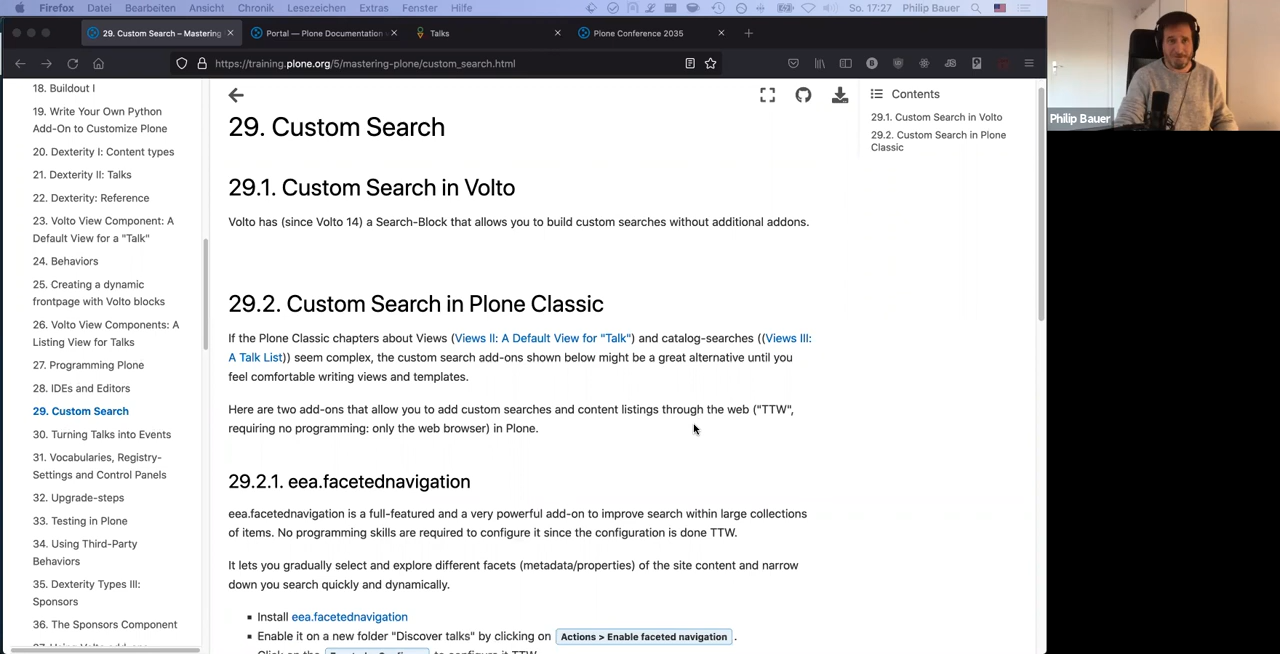 Firefox Datei Bearbeiten Ansicht Chronik Lesezeichen Extras Fenster Hilfe
So. 17:27 Philip Bauer
29. Custom Search – Mastering
Portal — Plone Documentation
Talks
Plone Conference 2035
https://training.plone.org/5/mastering-plone/custom_search.html
18. Buildout I
19. Write Your Own Python
Add-On to Customize Plone
20. Dexterity I: Content types
21. Dexterity II: Talks
22. Dexterity: Reference
23. Volto View Component: A
Default View for a "Talk"
24. Behaviors
25. Creating a dynamic
frontpage with Volto blocks
26. Volto View Components: A
Listing View for Talks
27. Programming Plone
28. IDEs and Editors
29. Custom Search
30. Turning Talks into Events
31. Vocabularies, Registry-
Settings and Control Panels
32. Upgrade-steps
33. Testing in Plone
34. Using Third-Party
Behaviors
35. Dexterity Types III:
Sponsors
36. The Sponsors Component
29. Custom Search
29.1. Custom Search in Volto
Volto has (since Volto 14) a Search-Block that allows you to build custom searches without additional addons.
29.2. Custom Search in Plone Classic
If the Plone Classic chapters about Views (Views II: A Default View for "Talk") and catalog-searches ((Views III:
A Talk List)) seem complex, the custom search add-ons shown below might be a great alternative until you
feel comfortable writing views and templates.
Here are two add-ons that allow you to add custom searches and content listings through the web ("TTW",
requiring no programming: only the web browser) in Plone.
29.2.1. eea.facetednavigation
eea.facetednavigation is a full-featured and a very powerful add-on to improve search within large collections
of items. No programming skills are required to configure it since the configuration is done TTW.
It lets you gradually select and explore different facets (metadata/properties) of the site content and narrow
down you search quickly and dynamically.
Install eea.facetednavigation
Enable it on a new folder "Discover talks" by clicking on Actions > Enable faceted navigation .
Contents
29.1. Custom Search in Volto
29.2. Custom Search in Plone
Classic
Philip Bauer